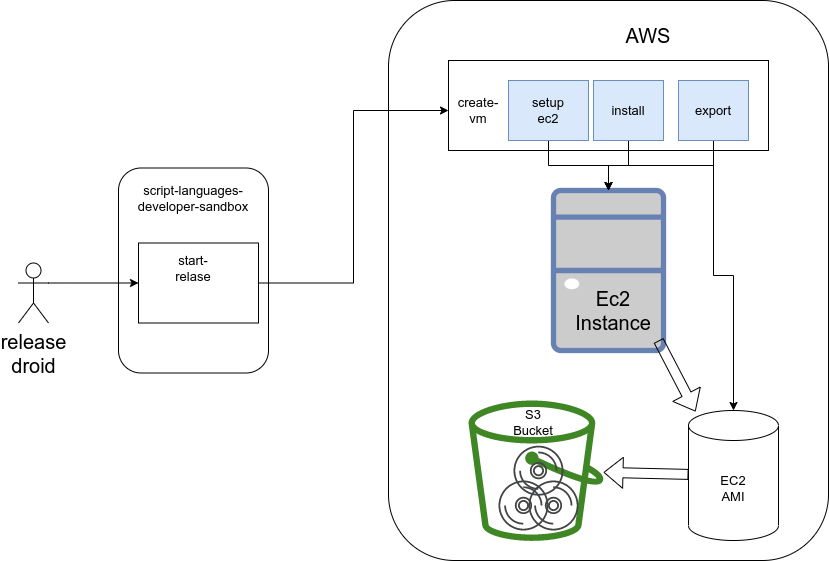 AWS
create-
vm
setup
ec2
install
export
script-languages-
developer-sandbox
start-
relase
release
droid
Ec2
Instance
S3
Bucket
EC2
AMI